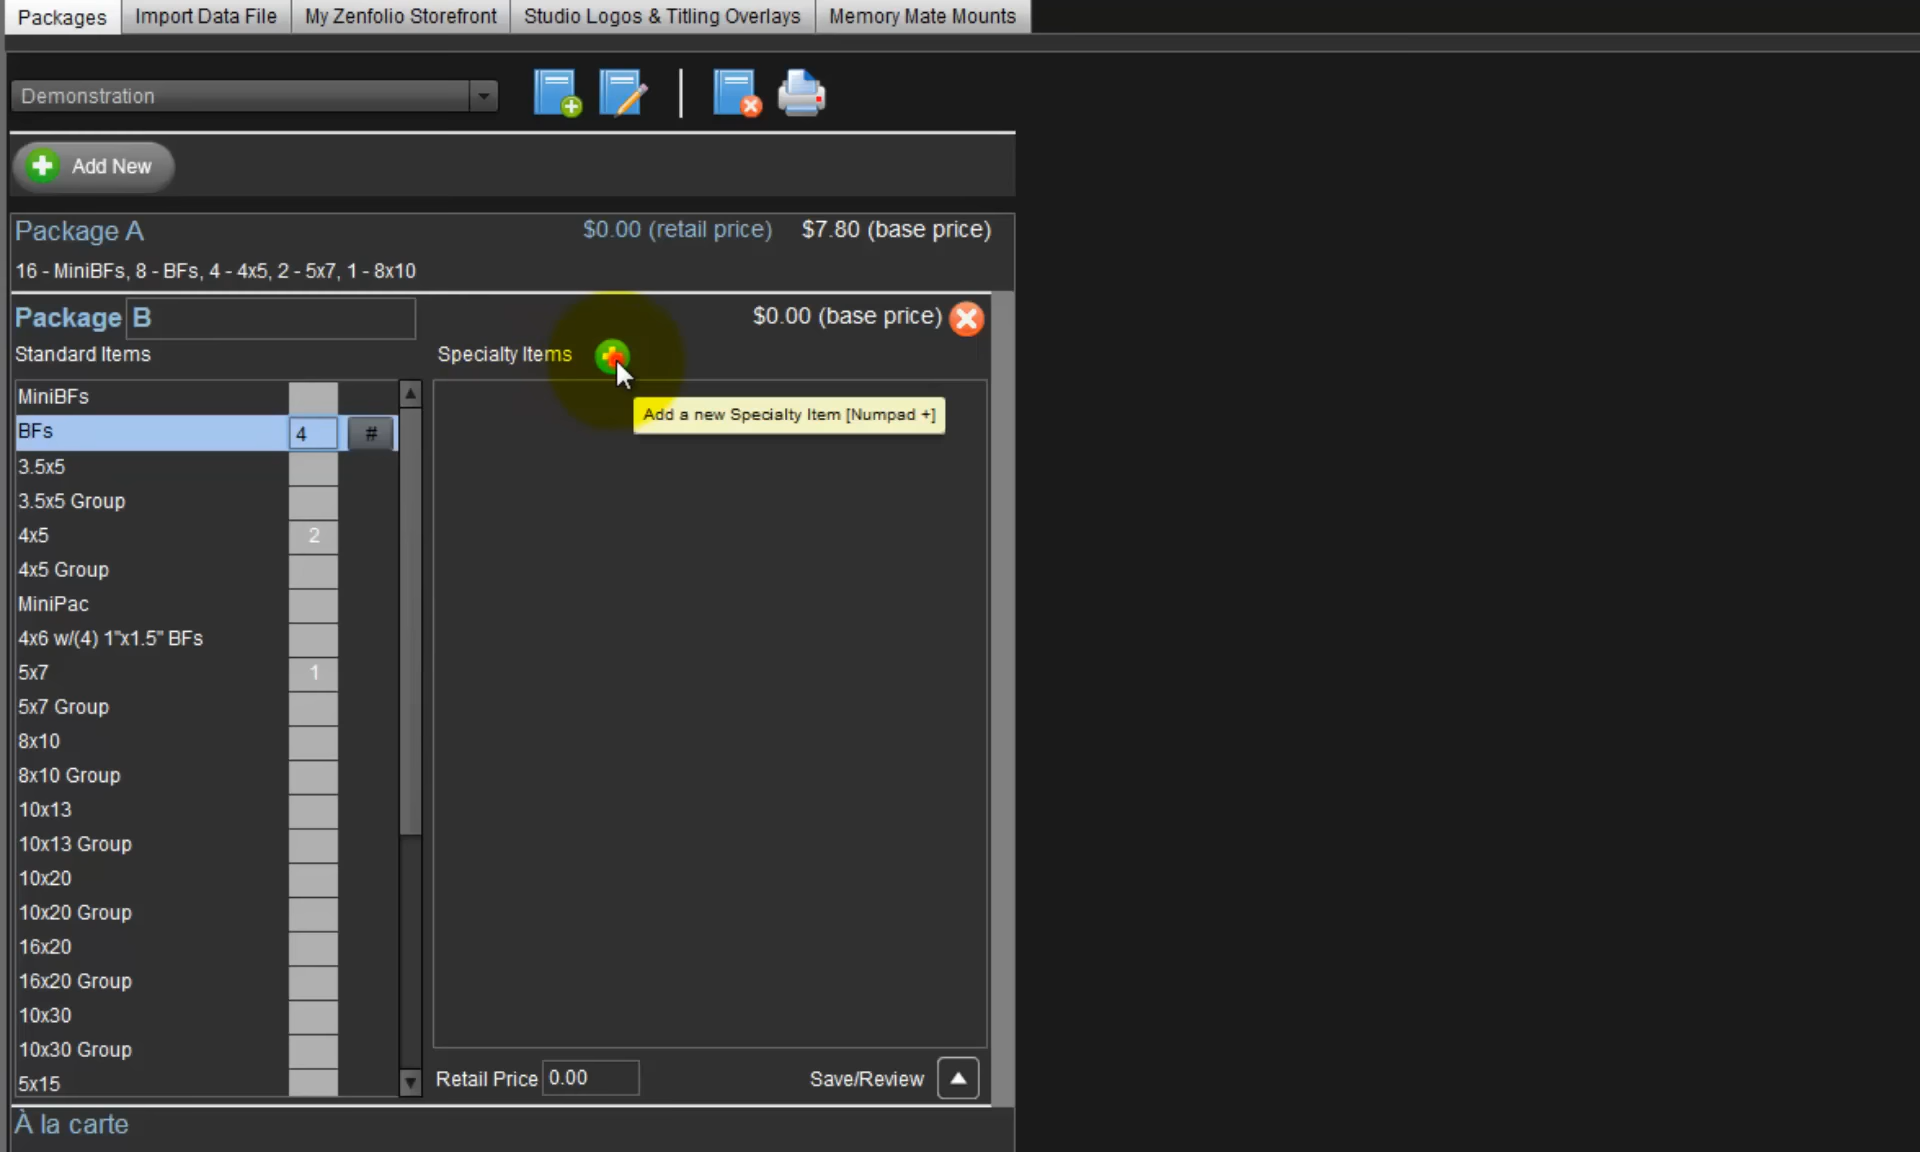 Packages Import Data File My Zenfolio Storefront Studio Logos & Titling Overlays Memory Mate Mounts
Demonstration
Add New
Package A $0.00 (retail price) $7.80 (base price)
16 - MiniBFs, 8 - BFs, 4 - 4x5, 2 - 5x7, 1 - 8x10
Package B $0.00 (base price)
Standard Items Specialty Items
Add a new Specialty Item [Numpad +]
MiniBFs
BFs 4 #
3.5x5
3.5x5 Group
4x5 2
4x5 Group
MiniPac
4x6 w/(4) 1"x1.5" BFs
5x7 1
5x7 Group
8x10
8x10 Group
10x13
10x13 Group
10x20
10x20 Group
16x20
16x20 Group
10x30
10x30 Group
5x15
Retail Price 0.00 Save/Review
À la carte